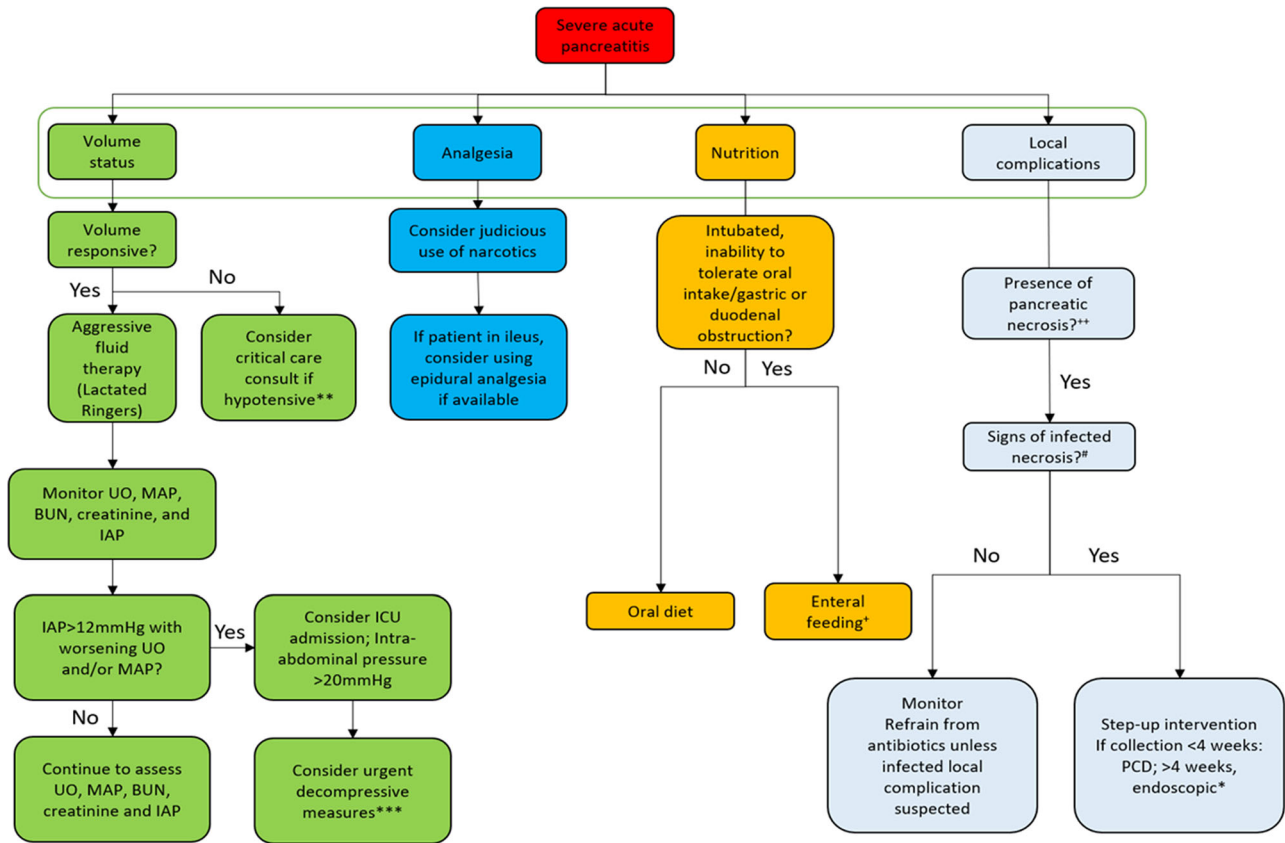 Severe acute
pancreatitis
Volume
status
Analgesia
Nutrition
Local
complications
Volume
responsive?
Yes
No
Aggressive
fluid
therapy
(Lactated
Ringers)
Consider
critical care
consult if
hypotensive**
Monitor UO, MAP,
BUN, creatinine, and
IAP
IAP>12mmHg with
worsening UO
and/or MAP?
Yes
No
Consider ICU
admission; Intra-
abdominal pressure
>20mmHg
Continue to assess
UO, MAP, BUN,
creatinine and IAP
Consider urgent
decompressive
measures***
Consider judicious
use of narcotics
If patient in ileus,
consider using
epidural analgesia
if available
Intubated,
inability to
tolerate oral
intake/gastric or
duodenal
obstruction?
No
Yes
Oral diet
Enteral
feeding⁺
Presence of
pancreatic
necrosis?⁺⁺
Yes
Signs of infected
necrosis?#
No
Yes
Monitor
Refrain from
antibiotics unless
infected local
complication
suspected
Step-up intervention
If collection <4 weeks:
PCD; >4 weeks,
endoscopic*